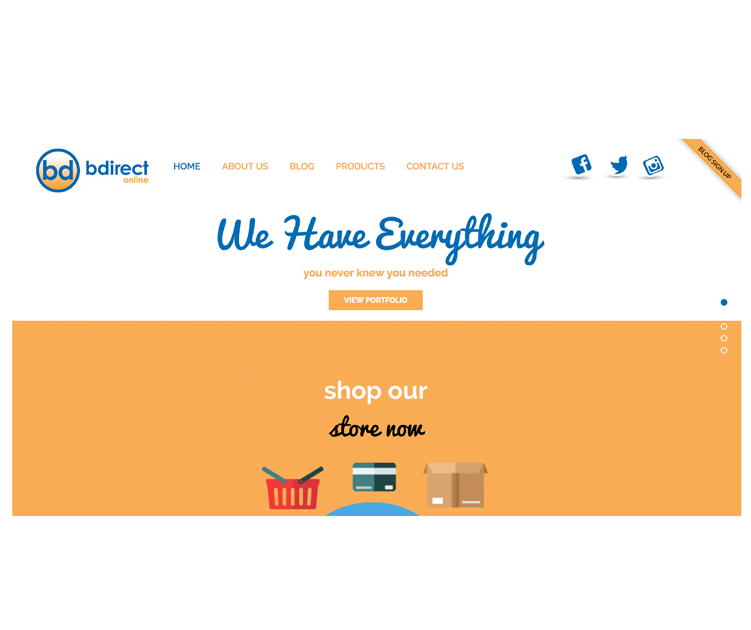 bd bdirect
online
HOME ABOUT US BLOG PRODUCTS CONTACT US
BLOG SIGN UP
We Have Everything
you never knew you needed
VIEW PORTFOLIO
shop our
store now